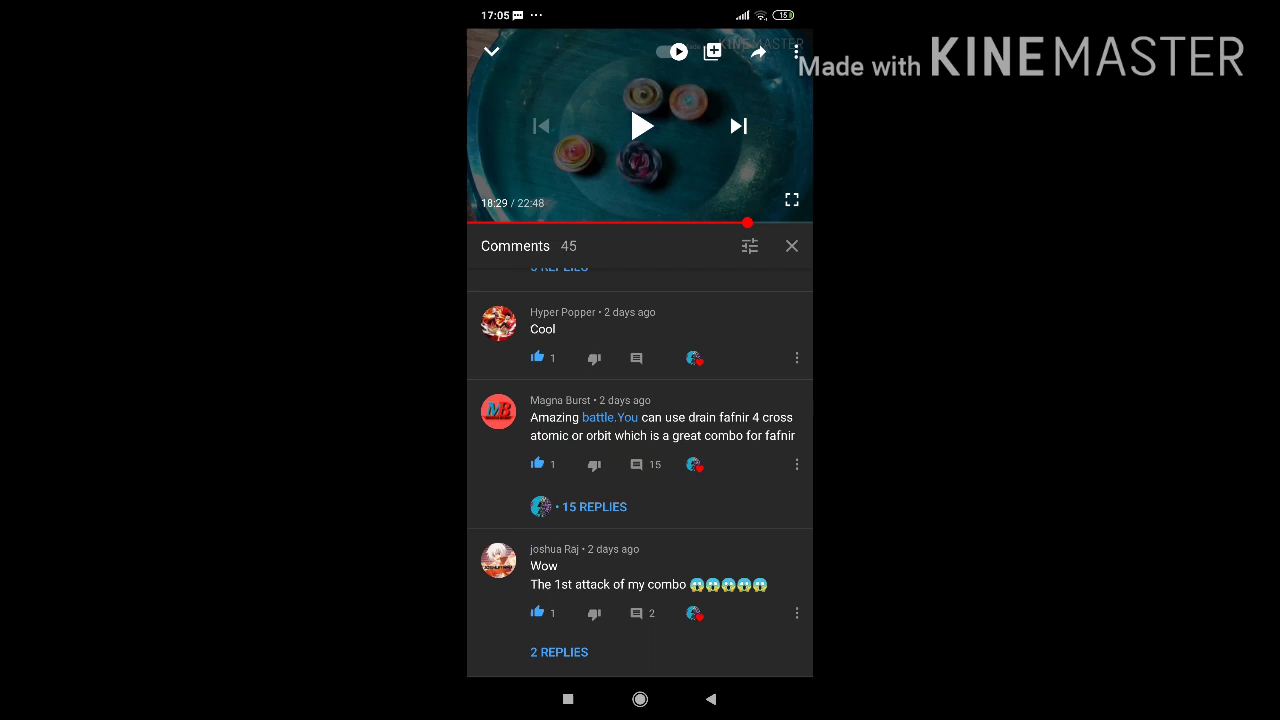 17:05
15
Made with KINEMASTER
KINEMASTER
18:29 / 22:48
Comments 45
REPLIES
Hyper Popper • 2 days ago
Cool
1
Magna Burst • 2 days ago
Amazing battle.You can use drain fafnir 4 cross
atomic or orbit which is a great combo for fafnir
1 15
• 15 REPLIES
joshua Raj • 2 days ago
Wow
The 1st attack of my combo 😱😱😱😱😱
1 2
2 REPLIES